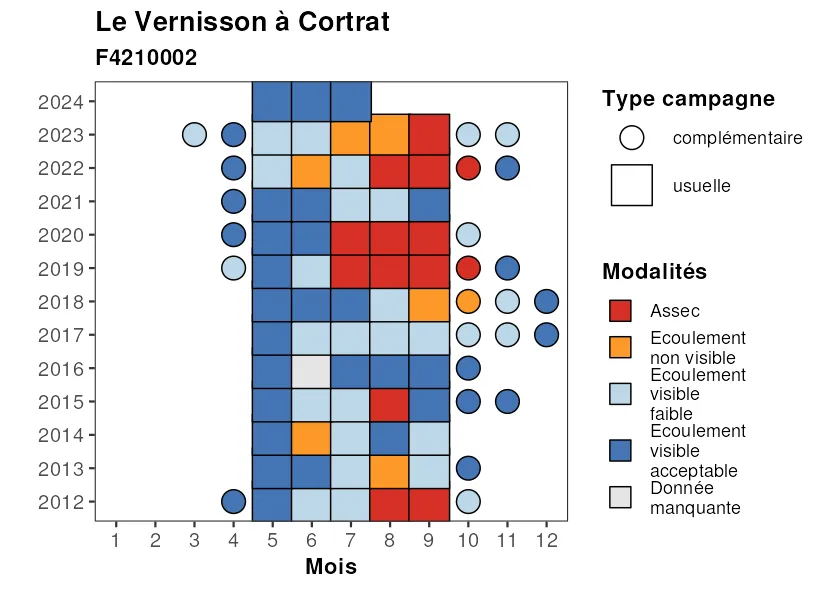 Le Vernisson à Cortrat
F4210002
2024
2023
2022
2021
2020
2019
2018
2017
2016
2015
2014
2013
2012
1 2 3 4 5 6 7 8 9 10 11 12
Mois
Type campagne
complémentaire
usuelle
Modalités
Assec
Ecoulement
non visible
Ecoulement
visible
faible
Ecoulement
visible
acceptable
Donnée
manquante